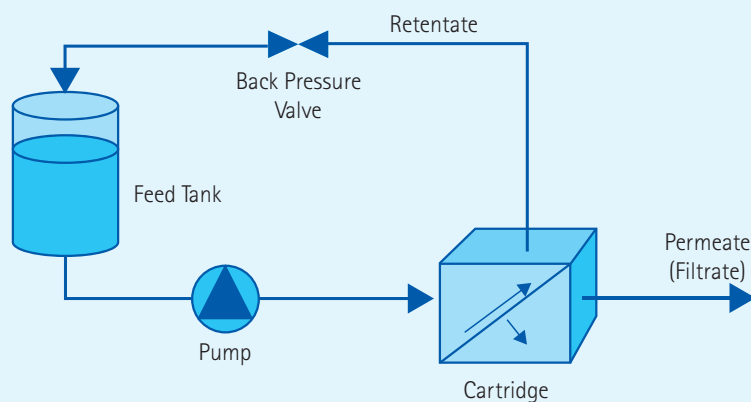 Retentate
Back Pressure
Valve
Feed Tank
Permeate
(Filtrate)
Pump
Cartridge